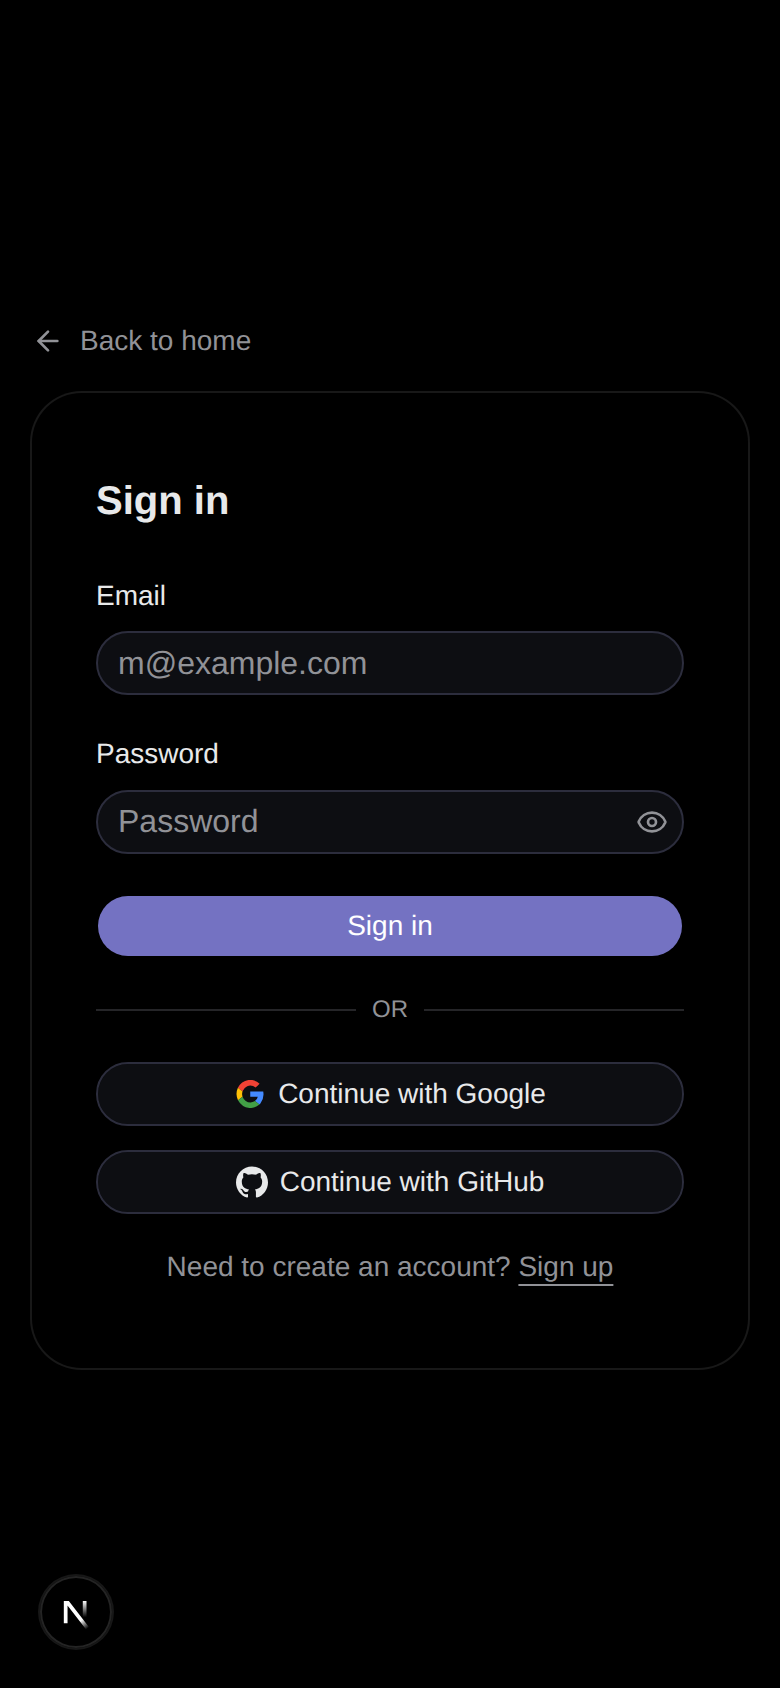 Back to home
Sign in
Email
m@example.com
Password
Password
Sign in
OR
Continue with Google
Continue with GitHub
Need to create an account? Sign up
N